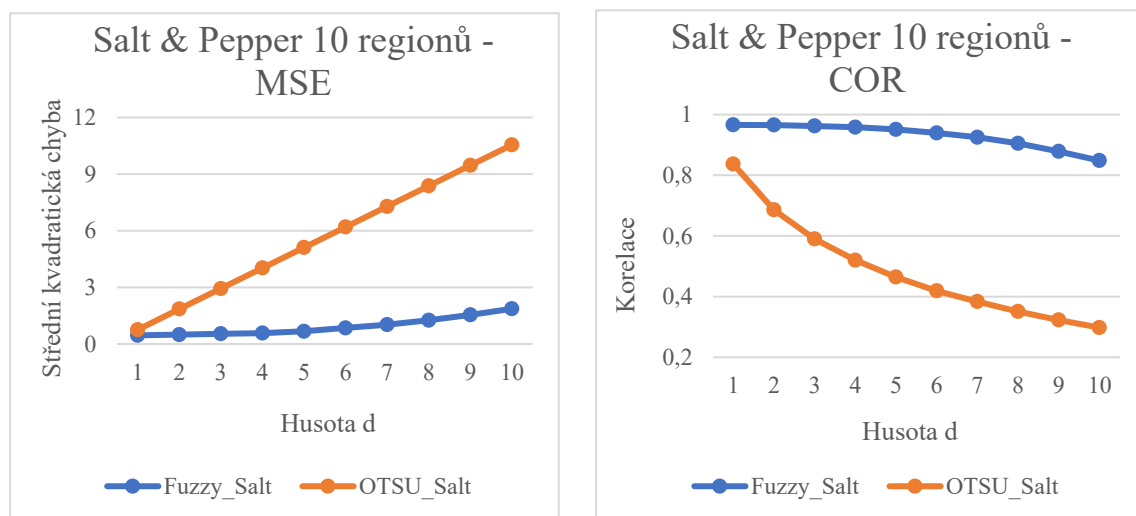 Salt & Pepper 10 regionů -
MSE
Střední kvadratická chyba
12
9
6
3
0
1 2 3 4 5 6 7 8 9 10
Husota d
Fuzzy_Salt OTSU_Salt
Salt & Pepper 10 regionů -
COR
Korelace
1
0,8
0,6
0,4
0,2
1 2 3 4 5 6 7 8 9 10
Husota d
Fuzzy_Salt OTSU_Salt